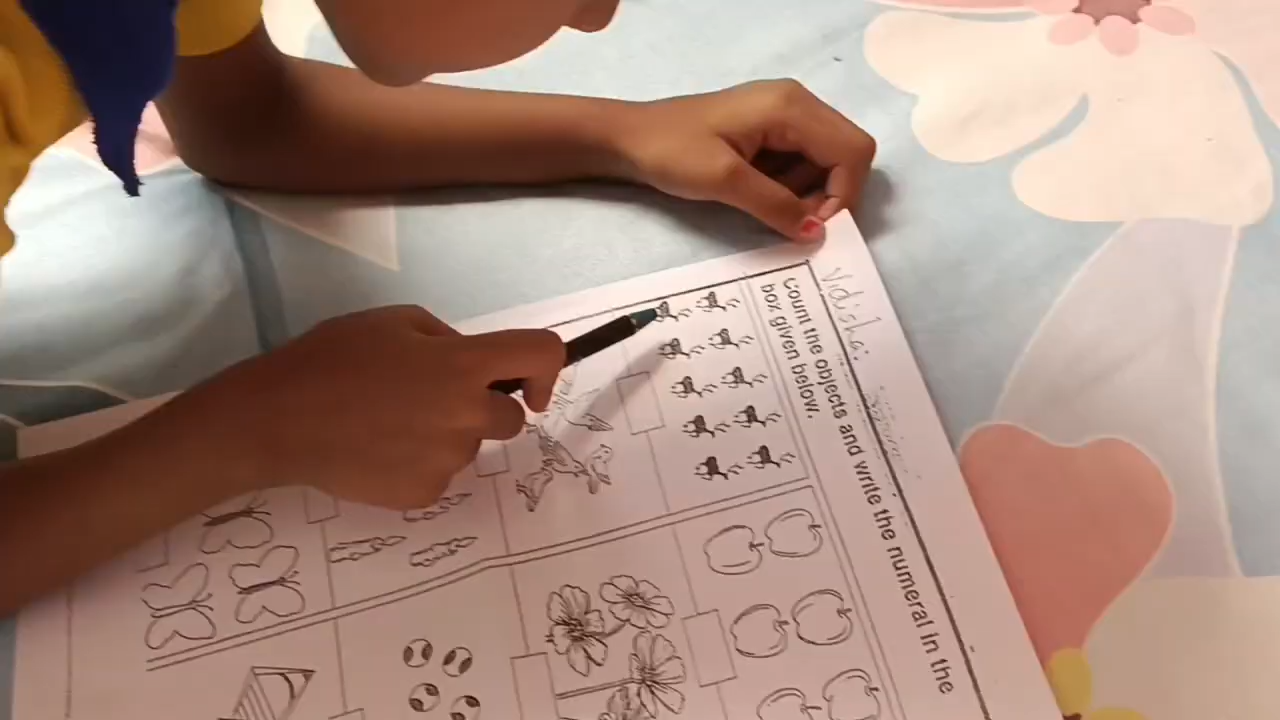 Vidisha.
Count the objects and write the numeral in the
box given below.